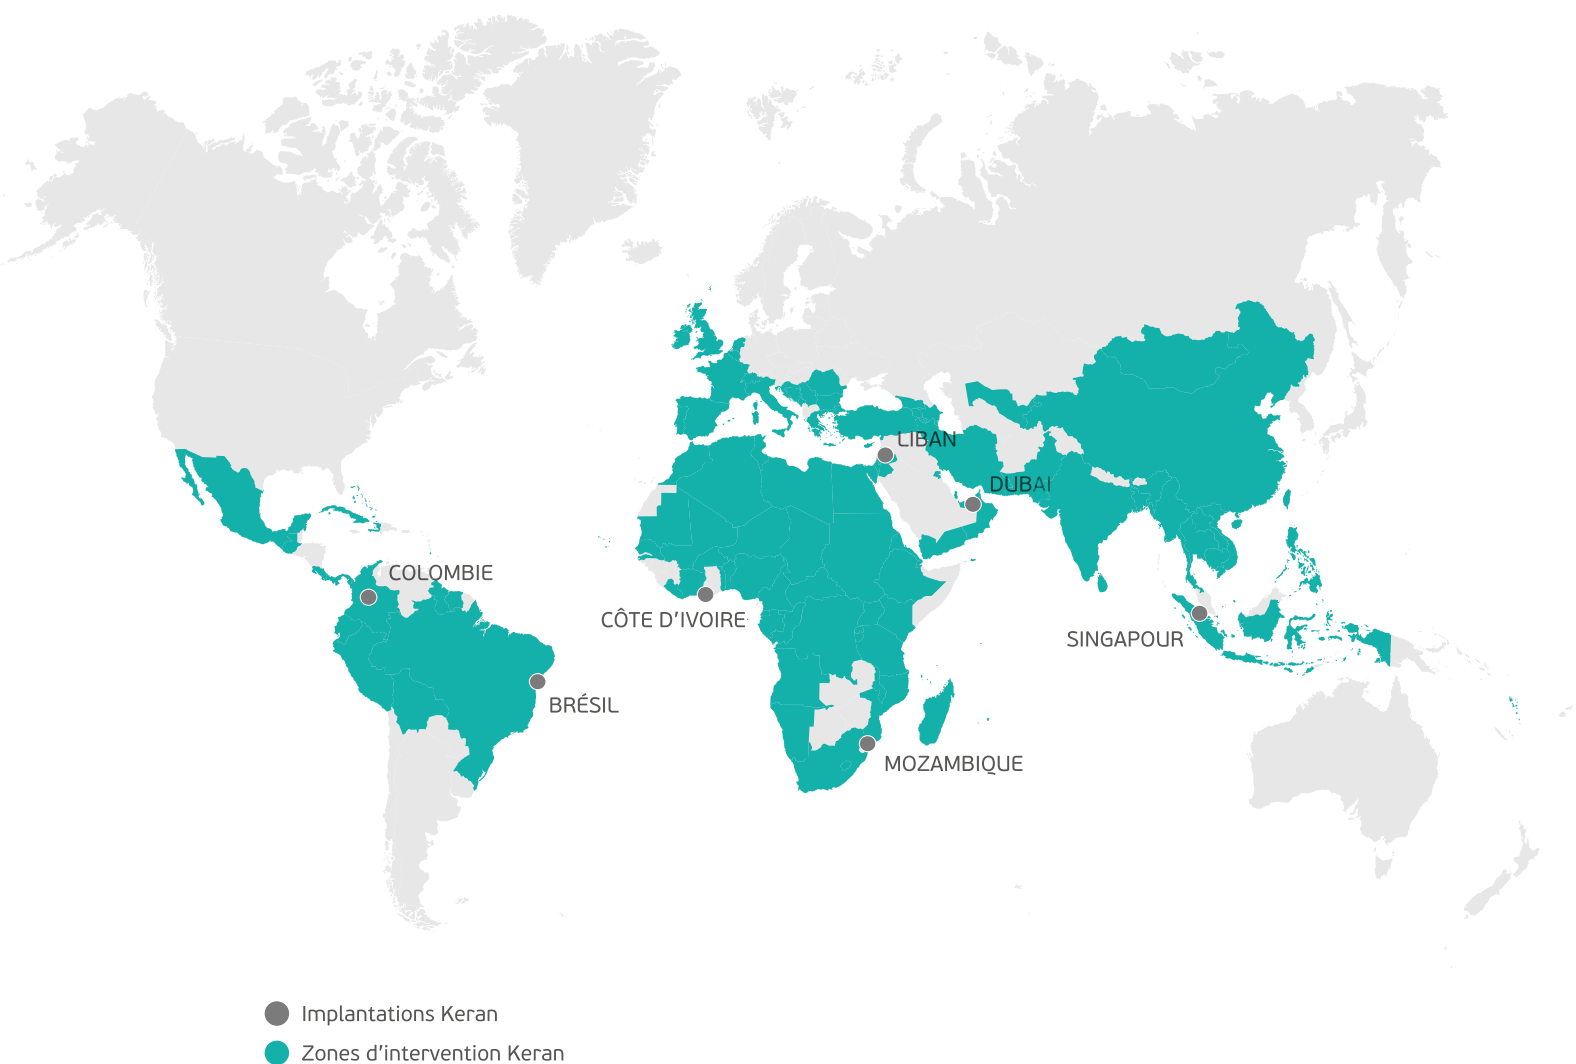 LIBAN
DUBAI
COLOMBIE
CÔTE D'IVOIRE
SINGAPOUR
BRÉSIL
MOZAMBIQUE
Implantations Keran
Zones d'intervention Keran